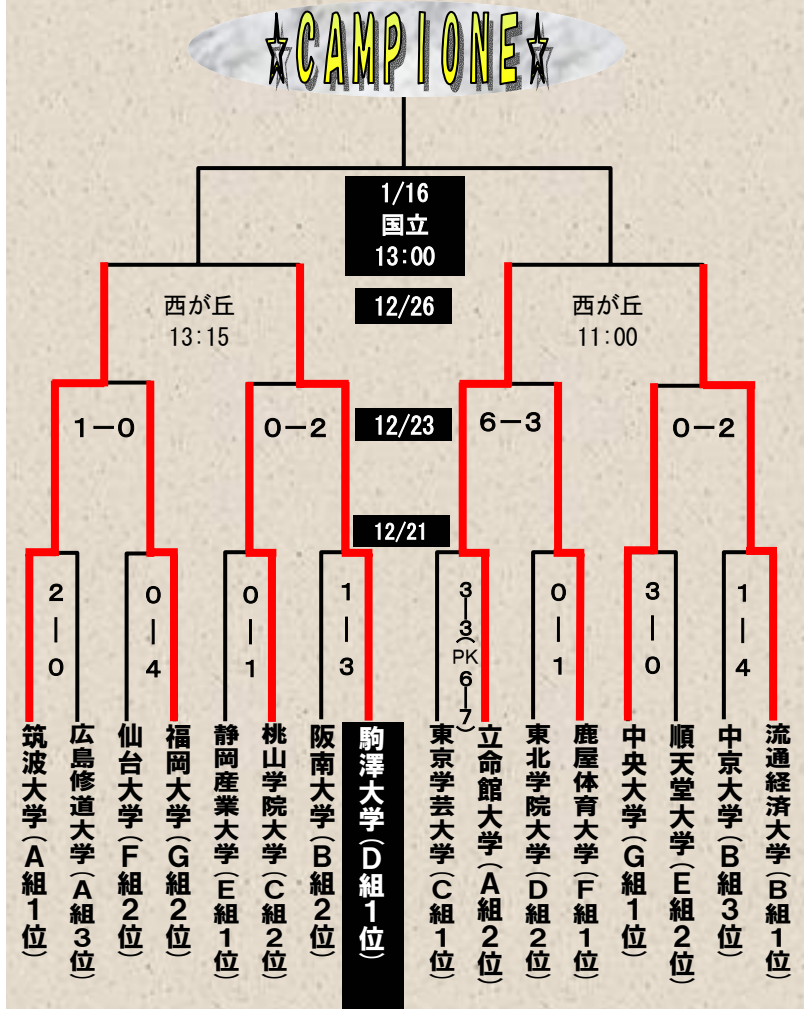 ☆CAMPIONE☆
1/16
国立
13:00
西が丘
13:15
12/26
西が丘
11:00
1−0
0−2
12/23
6−3
0−2
12/21
2−0
0−4
0−1
1−3
3−3(PK6−7)
0−1
3−0
1−4
筑波大学(A組1位)
広島修道大学(A組3位)
仙台大学(F組2位)
福岡大学(G組2位)
静岡産業大学(E組1位)
桃山学院大学(C組2位)
阪南大学(B組2位)
駒澤大学(D組1位)
東京学芸大学(C組1位)
立命館大学(A組2位)
東北学院大学(D組2位)
鹿屋体育大学(F組1位)
中央大学(G組1位)
順天堂大学(E組2位)
中京大学(B組3位)
流通経済大学(B組1位)